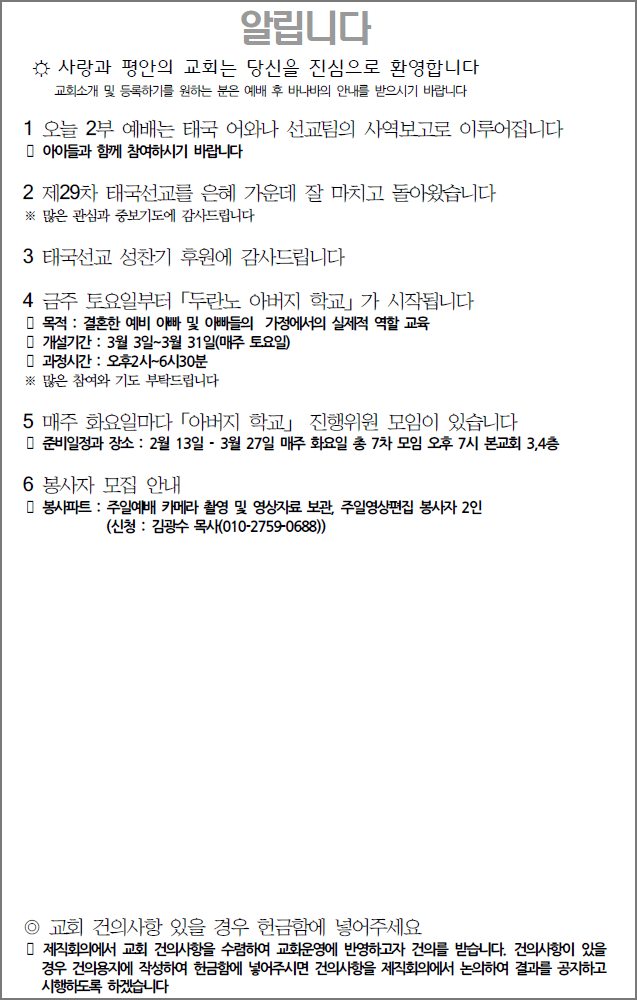 알립니다
☼ 사랑과 평안의 교회는 당신을 진심으로 환영합니다
교회소개 및 등록하기를 원하는 분은 예배 후 바나바의 안내를 받으시기 바랍니다
1 오늘 2부 예배는 태국 어와나 선교팀의 사역보고로 이루어집니다
▯ 아이들과 함께 참여하시기 바랍니다
2 제29차 태국선교를 은혜 가운데 잘 마치고 돌아왔습니다
※ 많은 관심과 중보기도에 감사드립니다
3 태국선교 성찬기 후원에 감사드립니다
4 금주 토요일부터 「두란노 아버지 학교」가 시작됩니다
▯ 목적 : 결혼한 예비 아빠 및 아빠들의 가정에서의 실제적 역할 교육
▯ 개설기간 : 3월 3일~3월 31일(매주 토요일)
▯ 과정시간 : 오후2시~6시30분
※ 많은 참여와 기도 부탁드립니다
5 매주 화요일마다 「아버지 학교」 진행위원 모임이 있습니다
▯ 준비일정과 장소 : 2월 13일 - 3월 27일 매주 화요일 총 7차 모임 오후 7시 본교회 3,4층
6 봉사자 모집 안내
▯ 봉사파트 : 주일예배 카메라 촬영 및 영상자료 보관, 주일영상편집 봉사자 2인
(신청 : 김광수 목사(010-2759-0688))
◎ 교회 건의사항 있을 경우 헌금함에 넣어주세요
▯ 제직회의에서 교회 건의사항을 수령하여 교회운영에 반영하고자 건의를 받습니다. 건의사항이 있을
경우 건의용지에 작성하여 헌금함에 넣어주시면 건의사항을 제직회의에서 논의하여 결과를 공지하고
시행하도록 하겠습니다